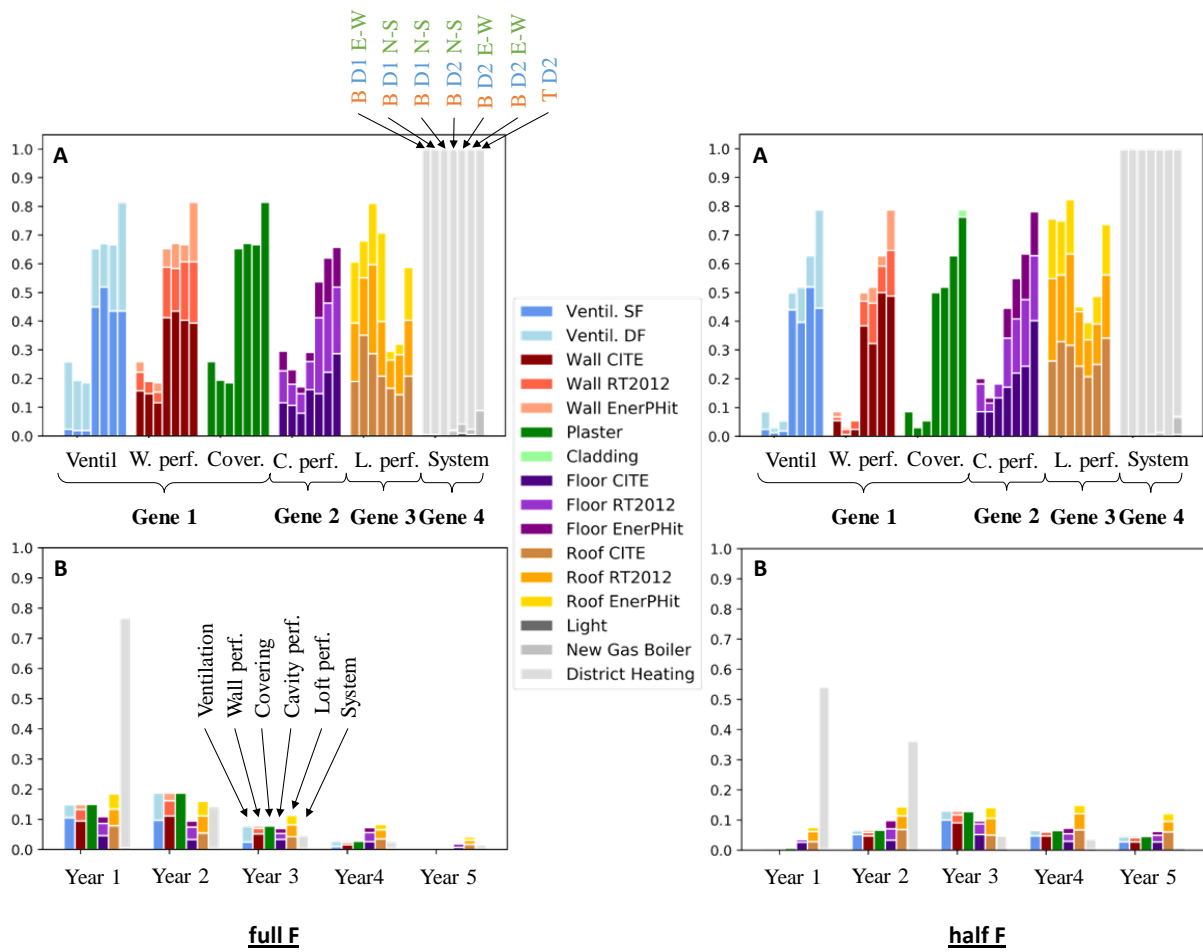 B D1 E-W
B D1 N-S
B D1 N-S
B D2 N-S
B D2 E-W
B D2 E-W
T D2
A
1.0
0.9
0.8
0.7
0.6
0.5
0.4
0.3
0.2
0.1
0.0
Ventil W. perf. Cover. C. perf. L. perf. System
Gene 1 Gene 2 Gene 3 Gene 4
A
1.0
0.9
0.8
0.7
0.6
0.5
0.4
0.3
0.2
0.1
0.0
Ventil W. perf. Cover. C. perf. L. perf. System
Gene 1 Gene 2 Gene 3 Gene 4
Ventil. SF
Ventil. DF
Wall CITE
Wall RT2012
Wall EnerPHit
Plaster
Cladding
Floor CITE
Floor RT2012
Floor EnerPHit
Roof CITE
Roof RT2012
Roof EnerPHit
Light
New Gas Boiler
District Heating
B
1.0
0.9
0.8
0.7
0.6
0.5
0.4
0.3
0.2
0.1
0.0
Ventilation
Wall perf.
Covering
Cavity perf.
Loft perf.
System
Year 1 Year 2 Year 3 Year4 Year 5
full F
B
1.0
0.9
0.8
0.7
0.6
0.5
0.4
0.3
0.2
0.1
0.0
Year 1 Year 2 Year 3 Year4 Year 5
half F